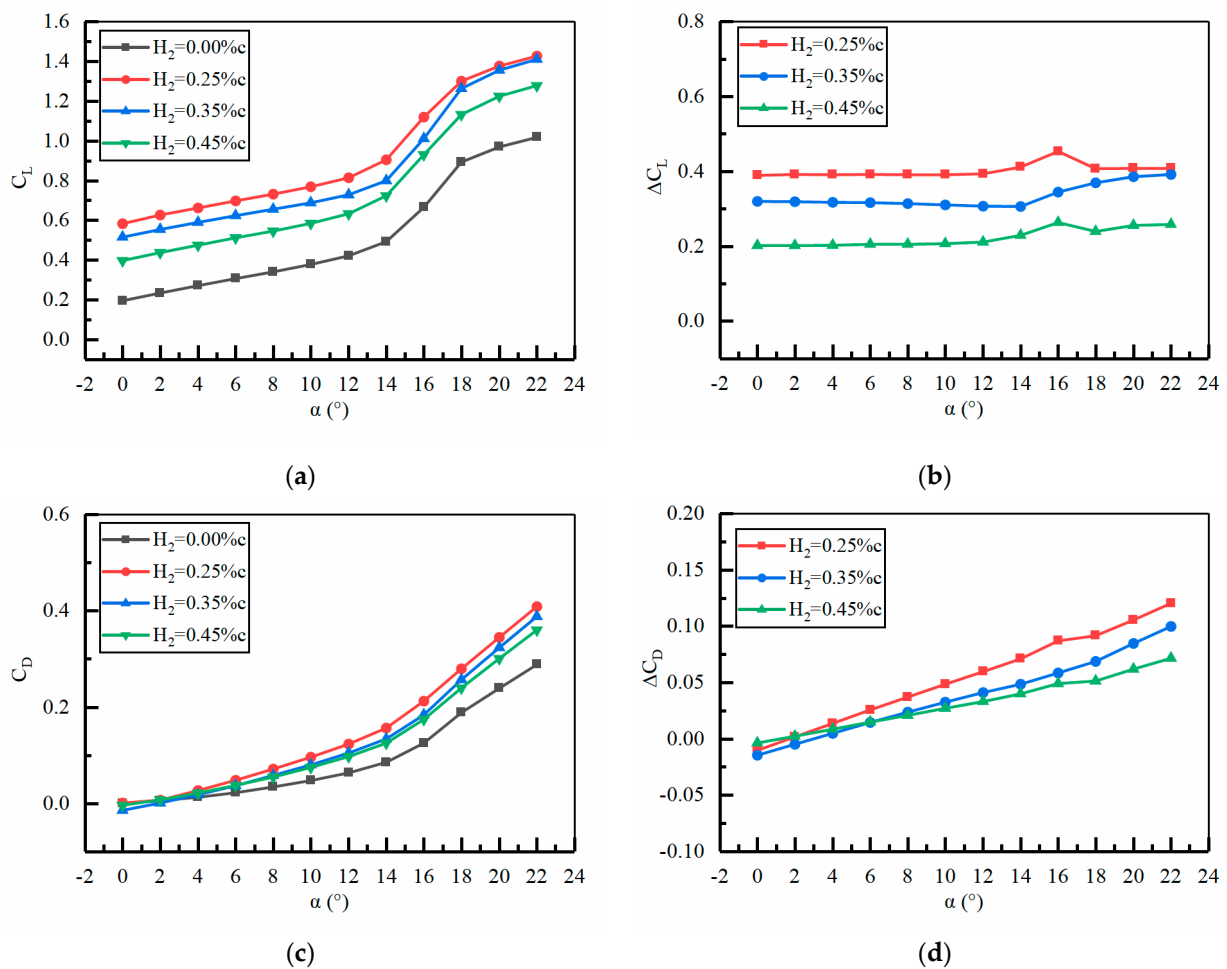 1.6
1.4
1.2
1.0
0.8
0.6
0.4
0.2
0.0
C_L
H₂=0.00%c
H₂=0.25%c
H₂=0.35%c
H₂=0.45%c
-2 0 2 4 6 8 10 12 14 16 18 20 22 24
α (°)
(a)
0.8
0.6
0.4
0.2
0.0
ΔC_L
H₂=0.25%c
H₂=0.35%c
H₂=0.45%c
-2 0 2 4 6 8 10 12 14 16 18 20 22 24
α (°)
(b)
0.6
0.4
0.2
0.0
C_D
H₂=0.00%c
H₂=0.25%c
H₂=0.35%c
H₂=0.45%c
-2 0 2 4 6 8 10 12 14 16 18 20 22 24
α (°)
(c)
0.20
0.15
0.10
0.05
0.00
-0.05
-0.10
ΔC_D
H₂=0.25%c
H₂=0.35%c
H₂=0.45%c
-2 0 2 4 6 8 10 12 14 16 18 20 22 24
α (°)
(d)